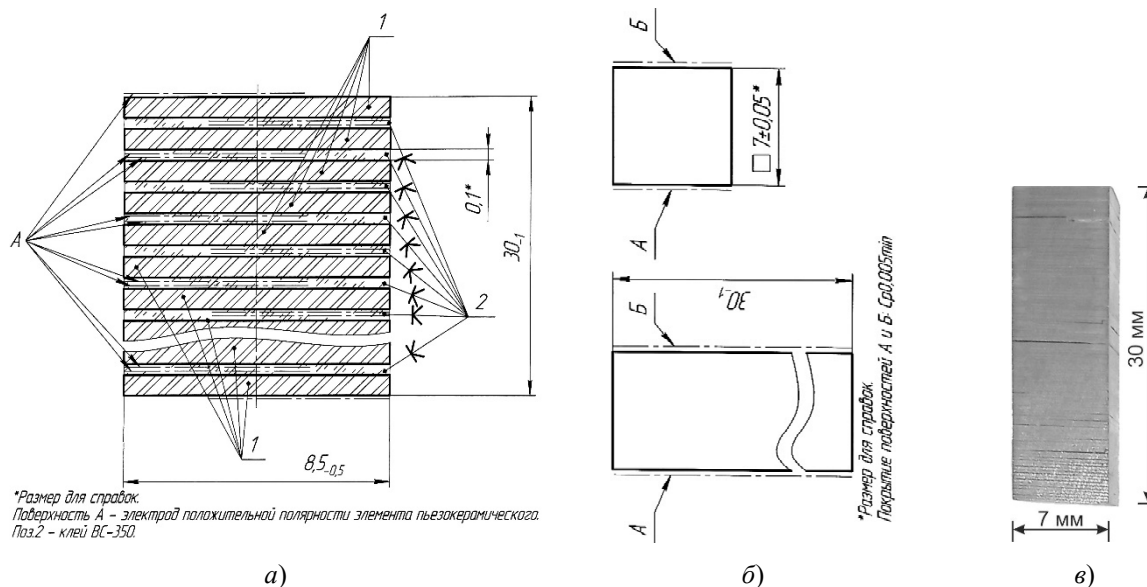 1
A
0,1*
30₋₁
2
1
8,5₋₀,₅
*Размер для справок.
Поверхность А – электрод положительной полярности элемента пьезокерамического.
Поз.2 – клей ВС-350.
а)
Б
□ 7±0,05*
А
30₋₁
Б
А
*Размер для справок.
Покрытие поверхностей А и Б: Ср0,005min
б)
30 мм
7 мм
в)